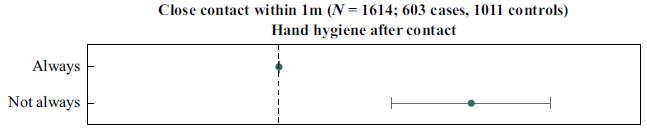 Close contact within 1m (N = 1614; 603 cases, 1011 controls)
Hand hygiene after contact
Always
Not always